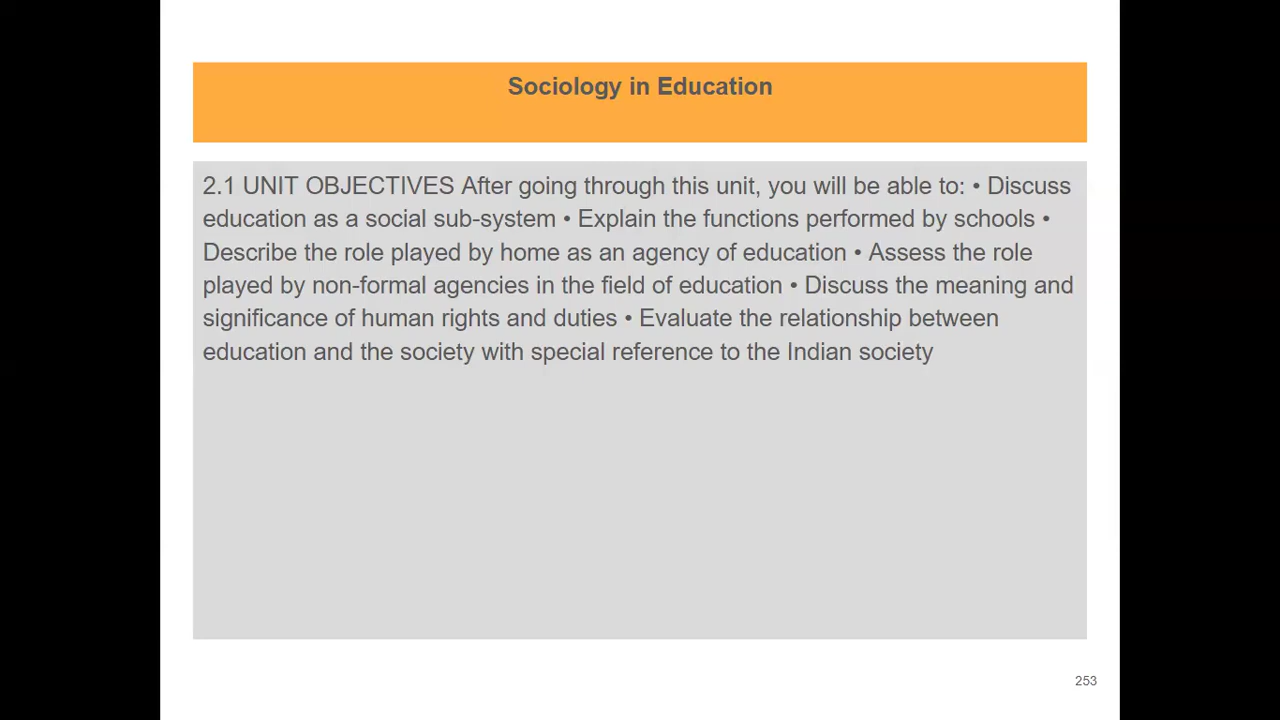 Sociology in Education
2.1 UNIT OBJECTIVES After going through this unit, you will be able to: • Discuss
education as a social sub-system • Explain the functions performed by schools •
Describe the role played by home as an agency of education • Assess the role
played by non-formal agencies in the field of education • Discuss the meaning and
significance of human rights and duties • Evaluate the relationship between
education and the society with special reference to the Indian society
253